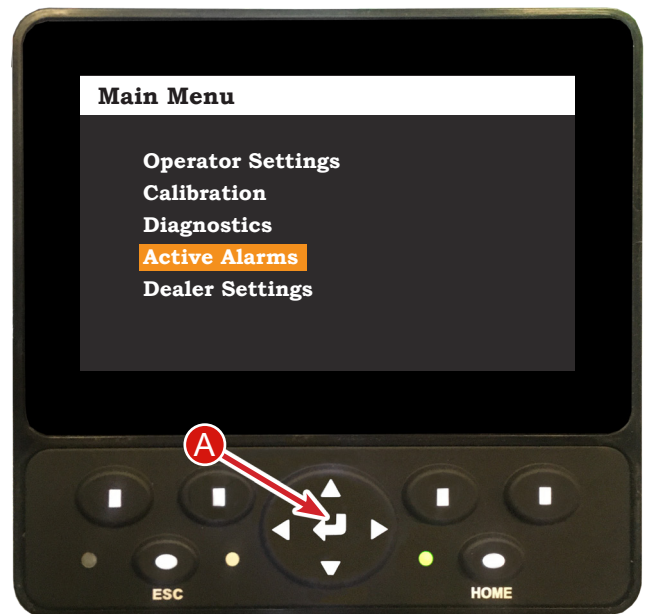 Main Menu
Operator Settings
Calibration
Diagnostics
Active Alarms
Dealer Settings
A
ESC
HOME